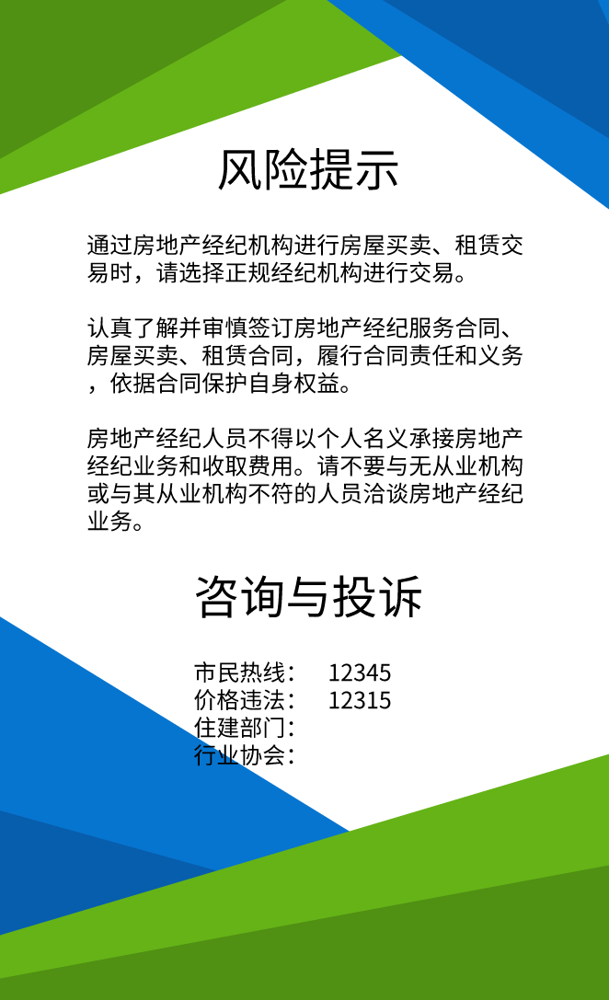 风险提示
通过房地产经纪机构进行房屋买卖、租赁交
易时，请选择正规经纪机构进行交易。
认真了解并审慎签订房地产经纪服务合同、
房屋买卖、租赁合同，履行合同责任和义务
，依据合同保护自身权益。
房地产经纪人员不得以个人名义承接房地产
经纪业务和收取费用。请不要与无从业机构
或与其从业机构不符的人员洽谈房地产经纪
业务。
咨询与投诉
市民热线： 12345
价格违法： 12315
住建部门：
行业协会：